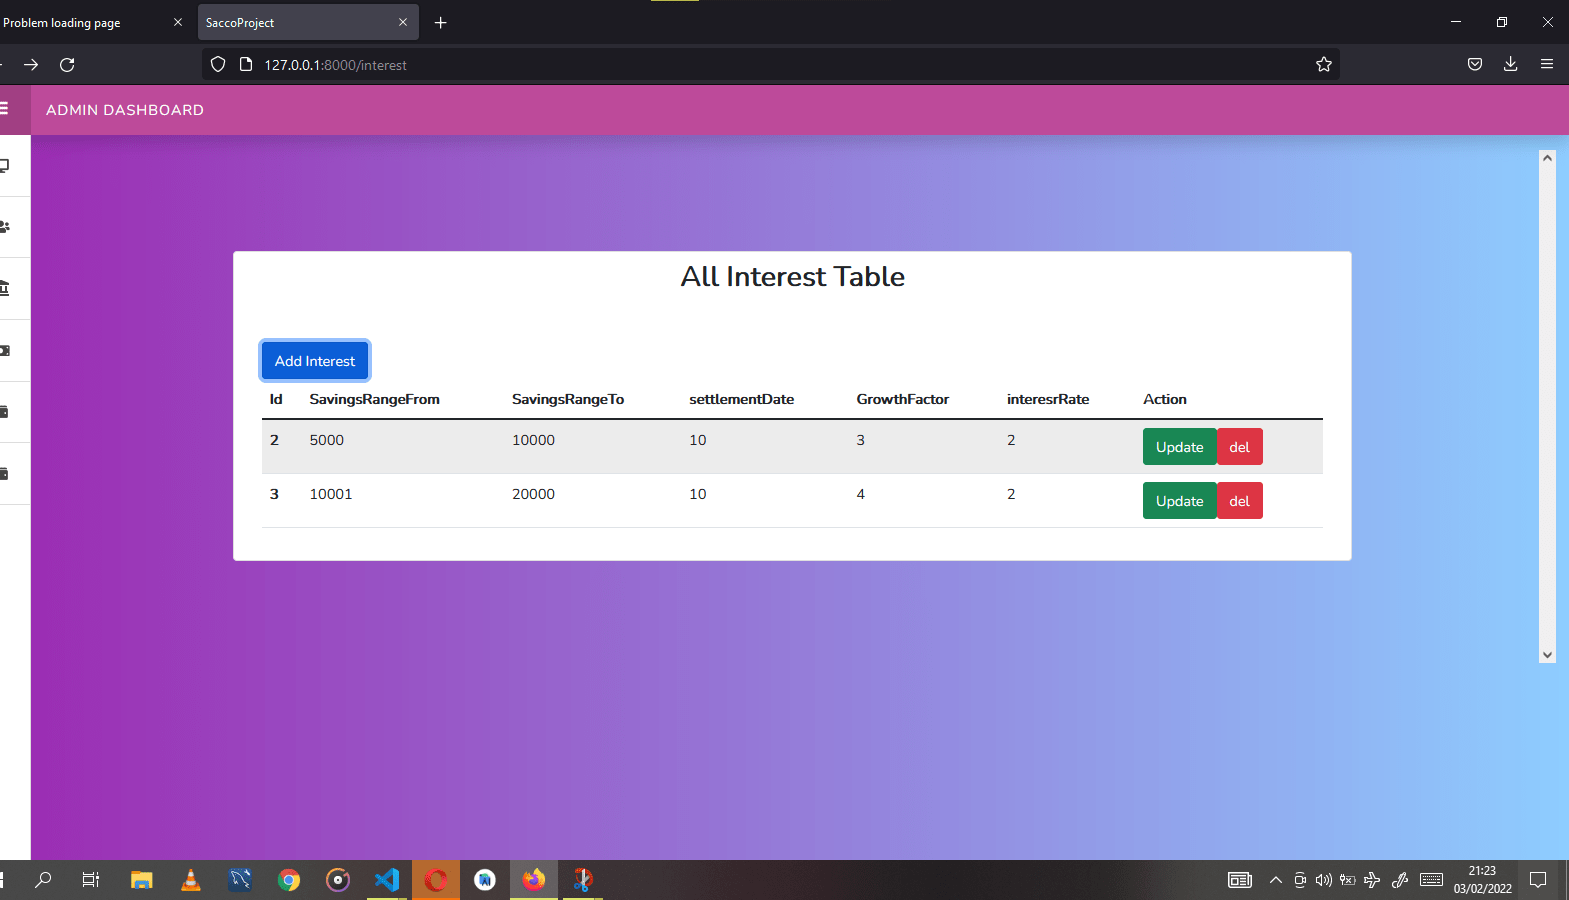 Problem loading page
SaccoProject
127.0.0.1:8000/interest
ADMIN DASHBOARD
All Interest Table
Add Interest
Id SavingsRangeFrom SavingsRangeTo settlementDate GrowthFactor interesrRate Action
2 5000 10000 10 3 2 Update del
3 10001 20000 10 4 2 Update del
21:23
03/02/2022